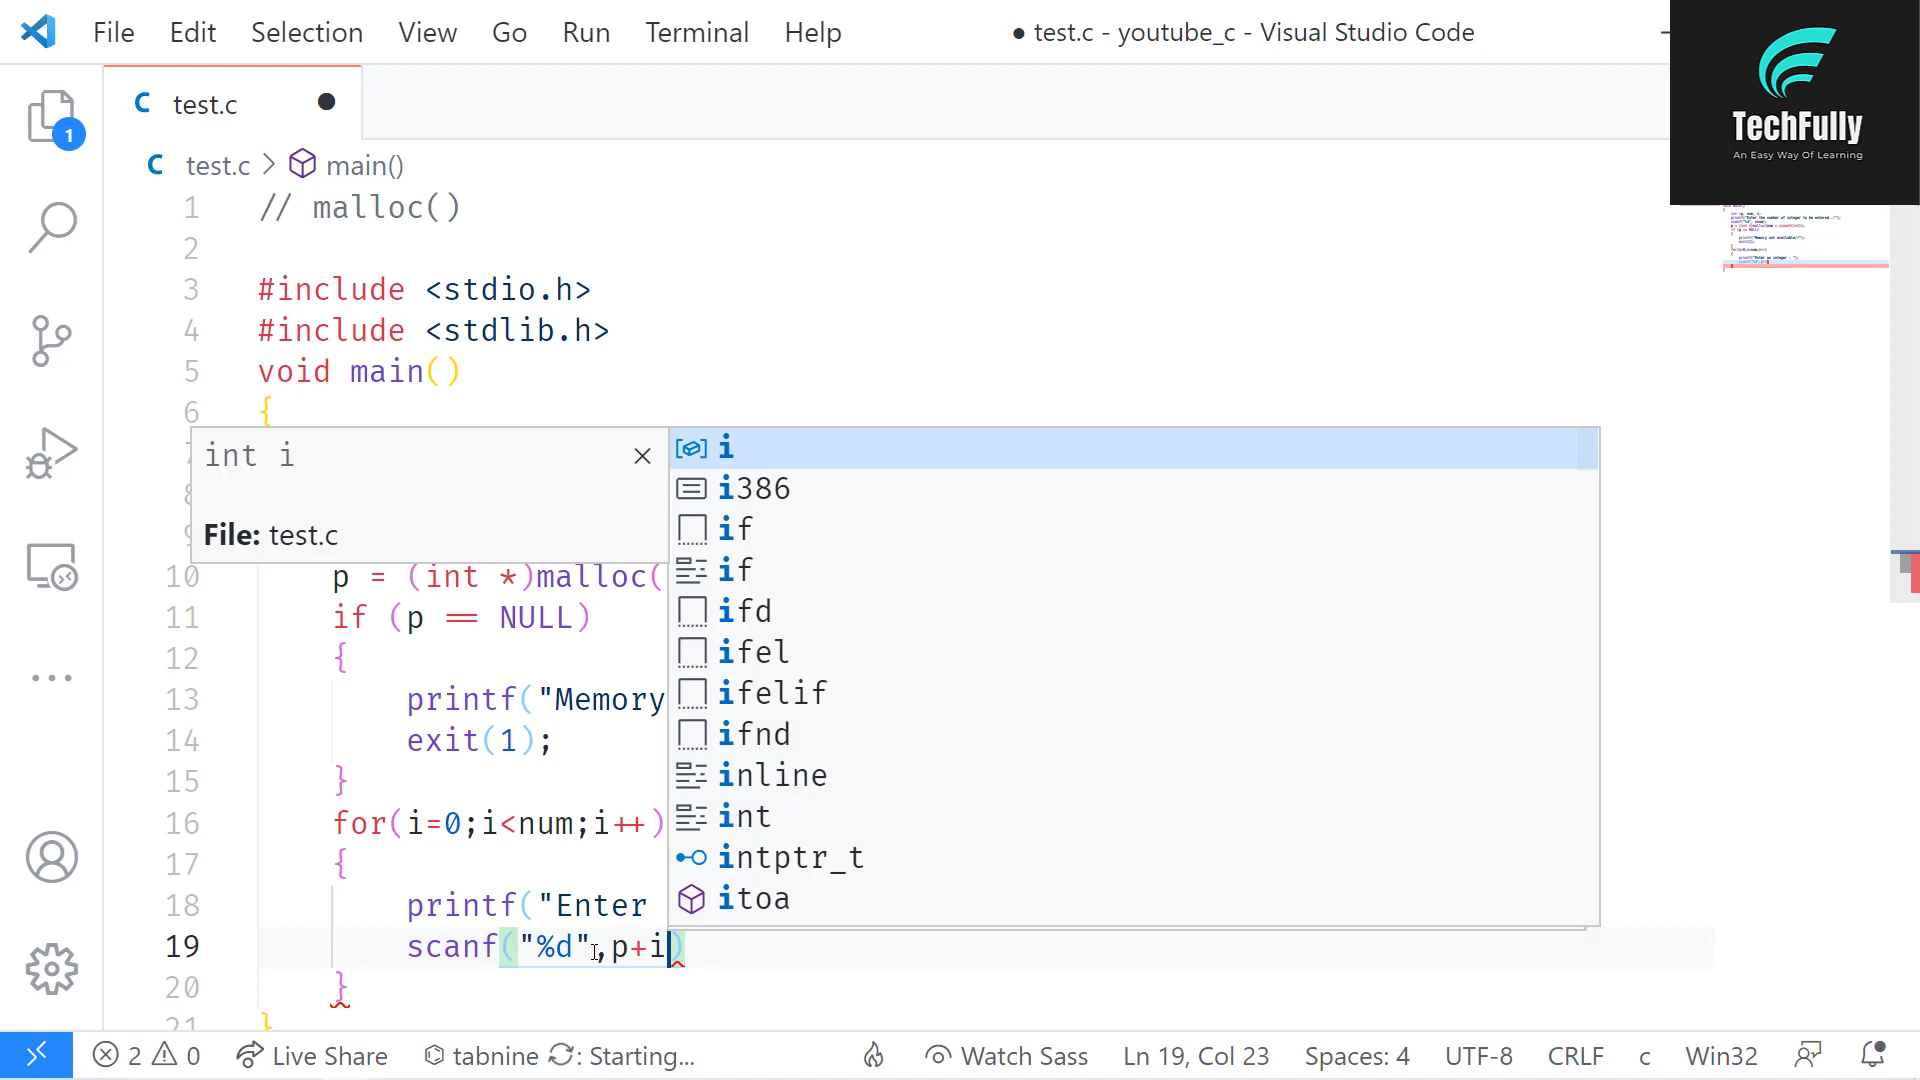 File Edit Selection View Go Run Terminal Help ● test.c - youtube_c - Visual Studio Code
TechFully
An Easy Way Of Learning
1
C test.c
C test.c > main()
1 // malloc()
2
3 #include <stdio.h>
4 #include <stdlib.h>
5 void main()
6 {
int i
File: test.c
i
i386
if
if
ifd
ifel
ifelif
ifnd
inline
int
intptr_t
itoa
10 p = (int *)malloc(
11 if (p == NULL)
12 {
13 printf("Memory
14 exit(1);
15 }
16 for(i=0;i<num;i++)
17 {
18 printf("Enter
19 scanf("%d",p+i)
20 }
21 }
2 0 Live Share tabnine : Starting... Watch Sass Ln 19, Col 23 Spaces: 4 UTF-8 CRLF c Win32